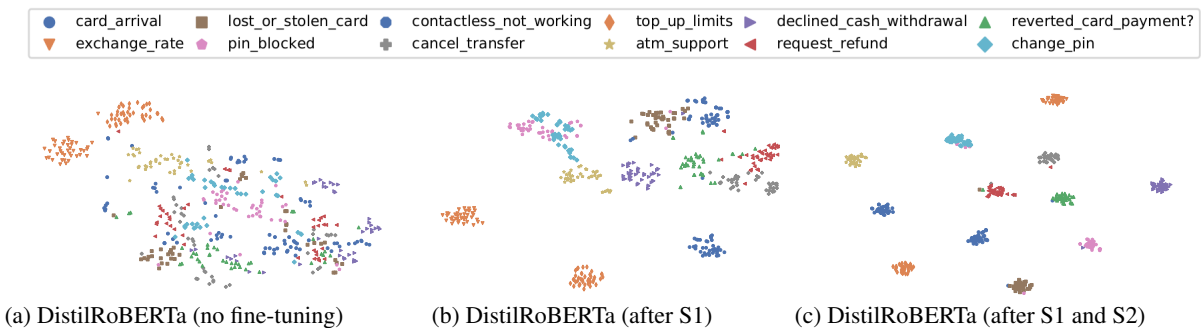 card_arrival lost_or_stolen_card contactless_not_working top_up_limits declined_cash_withdrawal reverted_card_payment?
exchange_rate pin_blocked cancel_transfer atm_support request_refund change_pin
(a) DistilRoBERTa (no fine-tuning) (b) DistilRoBERTa (after S1) (c) DistilRoBERTa (after S1 and S2)